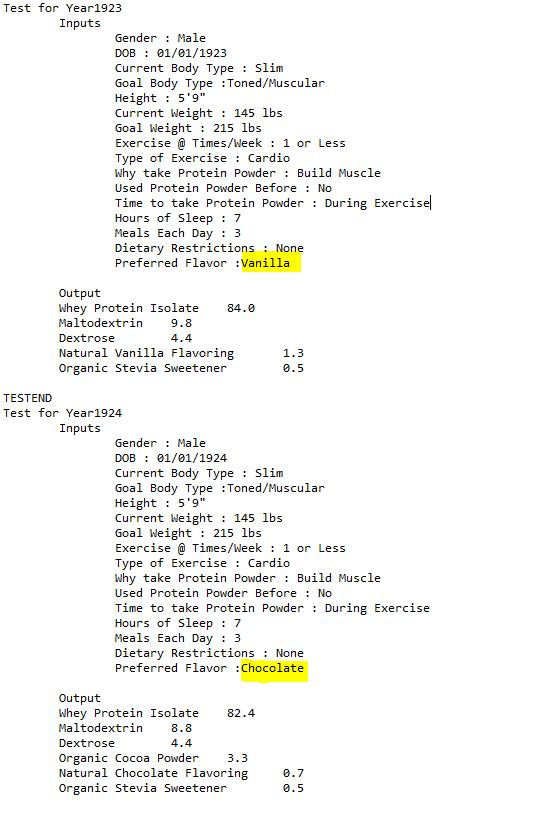 Test for Year1923
Inputs
Gender : Male
DOB : 01/01/1923
Current Body Type : Slim
Goal Body Type :Toned/Muscular
Height : 5'9"
Current Weight : 145 lbs
Goal Weight : 215 lbs
Exercise @ Times/Week : 1 or Less
Type of Exercise : Cardio
Why take Protein Powder : Build Muscle
Used Protein Powder Before : No
Time to take Protein Powder : During Exercise
Hours of Sleep : 7
Meals Each Day : 3
Dietary Restrictions : None
Preferred Flavor :Vanilla
Output
Whey Protein Isolate 84.0
Maltodextrin 9.8
Dextrose 4.4
Natural Vanilla Flavoring 1.3
Organic Stevia Sweetener 0.5
TESTEND
Test for Year1924
Inputs
Gender : Male
DOB : 01/01/1924
Current Body Type : Slim
Goal Body Type :Toned/Muscular
Height : 5'9"
Current Weight : 145 lbs
Goal Weight : 215 lbs
Exercise @ Times/Week : 1 or Less
Type of Exercise : Cardio
Why take Protein Powder : Build Muscle
Used Protein Powder Before : No
Time to take Protein Powder : During Exercise
Hours of Sleep : 7
Meals Each Day : 3
Dietary Restrictions : None
Preferred Flavor :Chocolate
Output
Whey Protein Isolate 82.4
Maltodextrin 8.8
Dextrose 4.4
Organic Cocoa Powder 3.3
Natural Chocolate Flavoring 0.7
Organic Stevia Sweetener 0.5